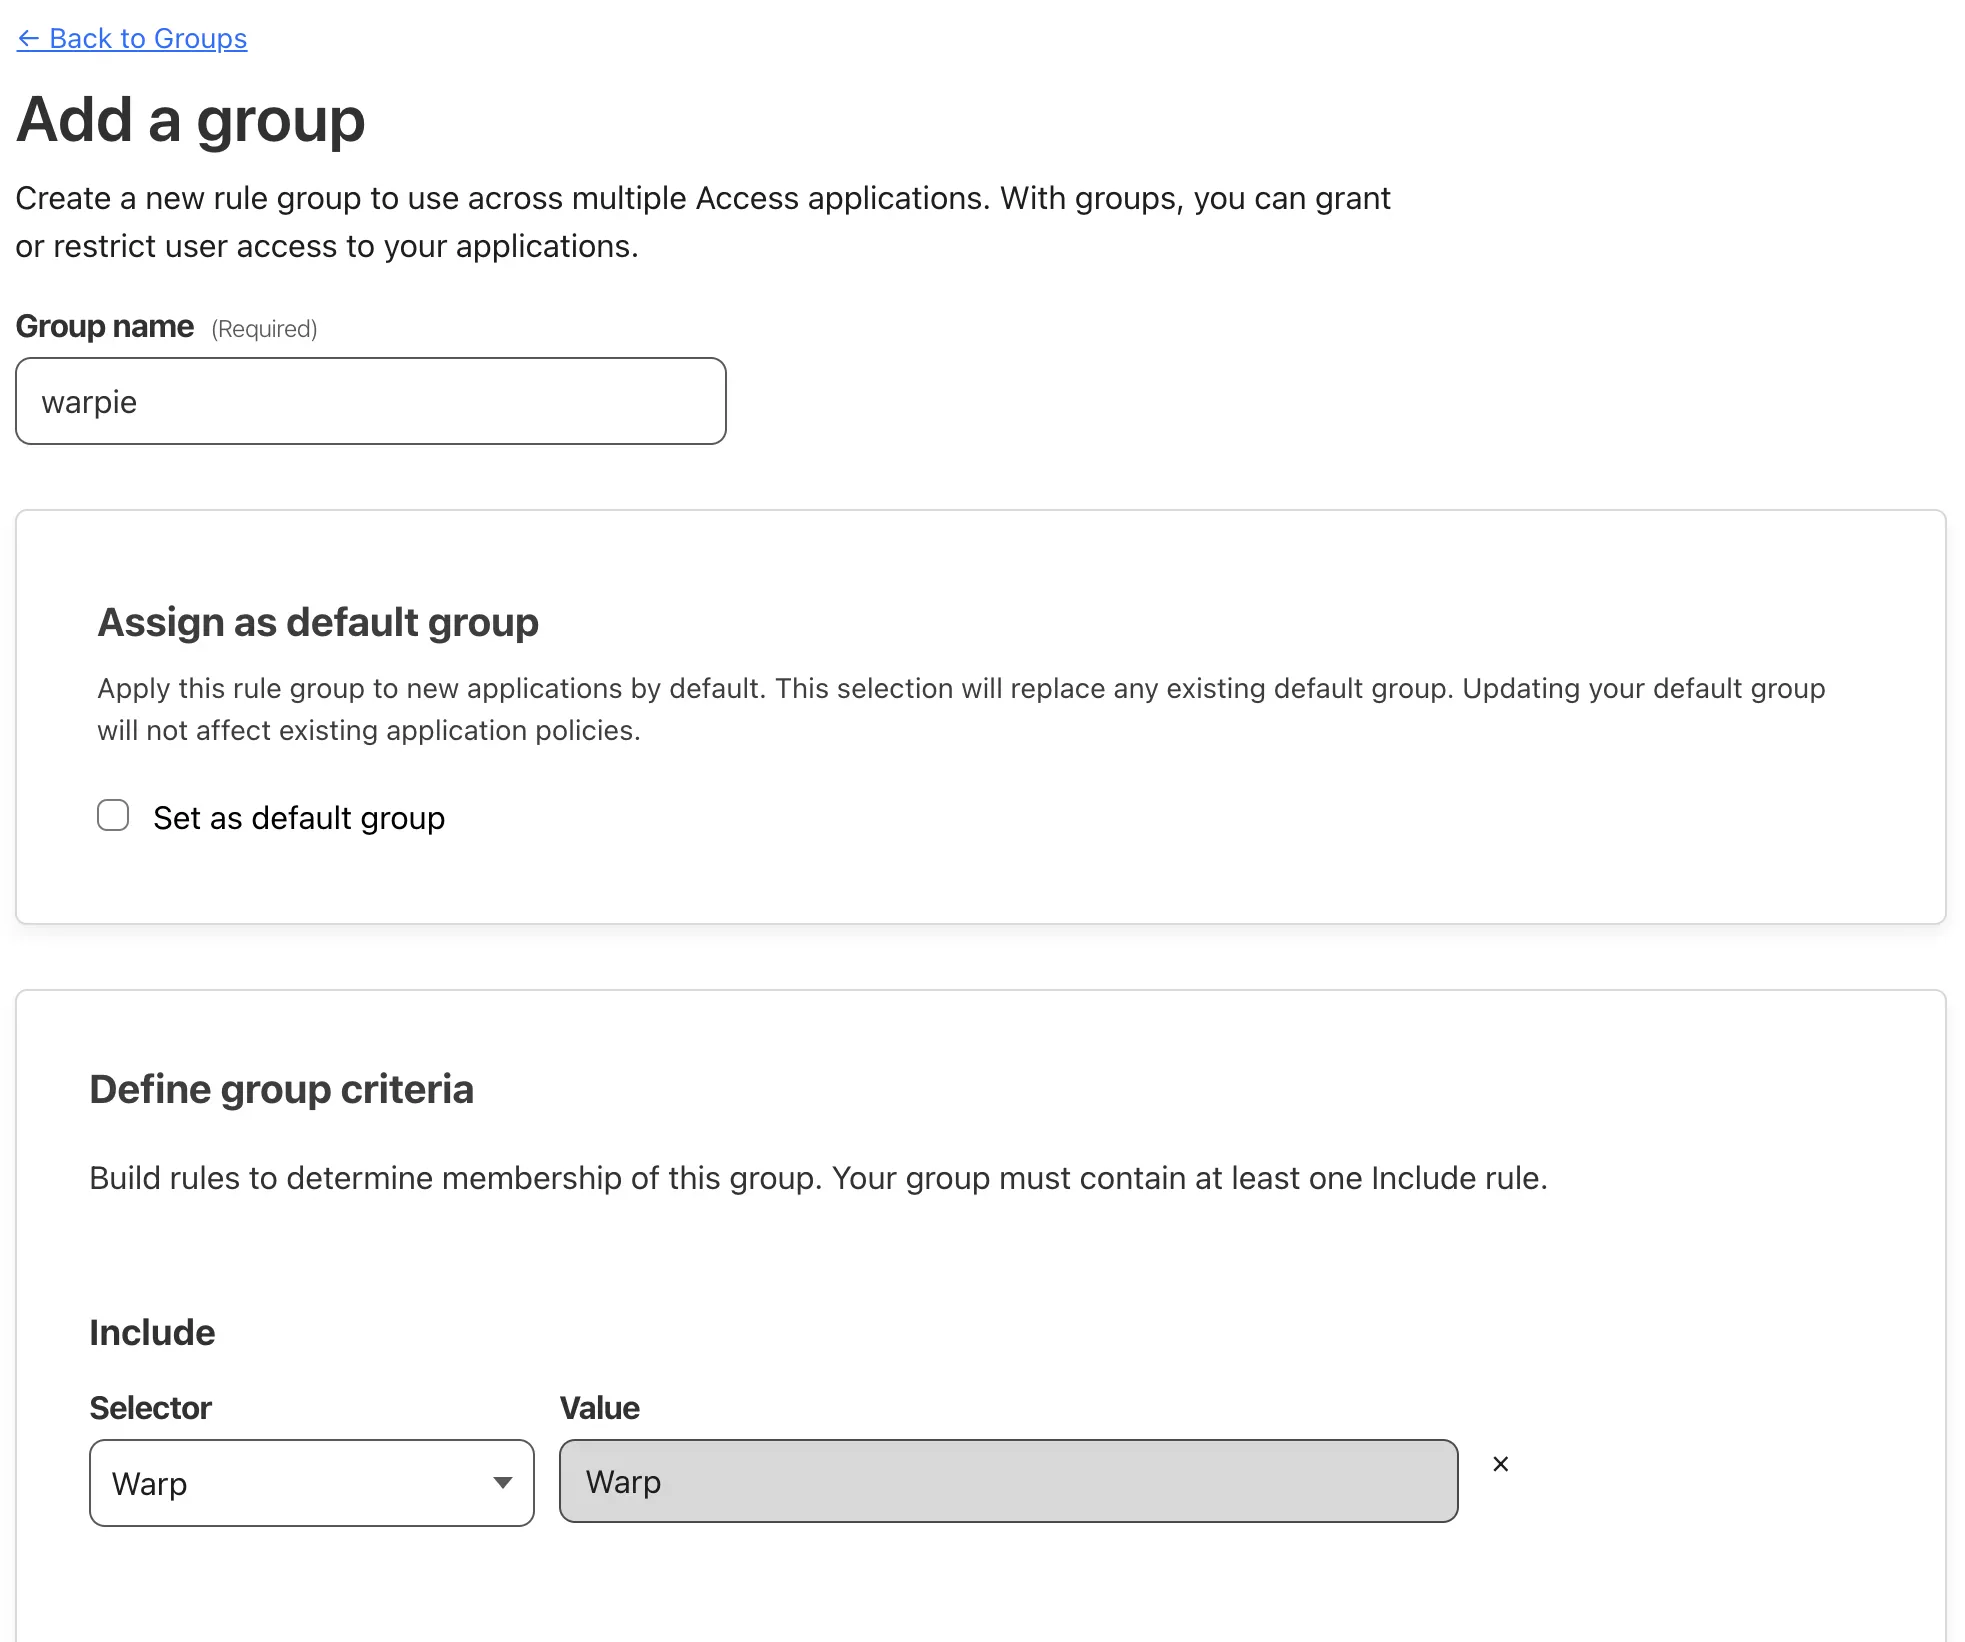 ← Back to Groups
Add a group
Create a new rule group to use across multiple Access applications. With groups, you can grant
or restrict user access to your applications.
Group name (Required)
warpie
Assign as default group
Apply this rule group to new applications by default. This selection will replace any existing default group. Updating your default group
will not affect existing application policies.
Set as default group
Define group criteria
Build rules to determine membership of this group. Your group must contain at least one Include rule.
Include
Selector Value
Warp Warp ×